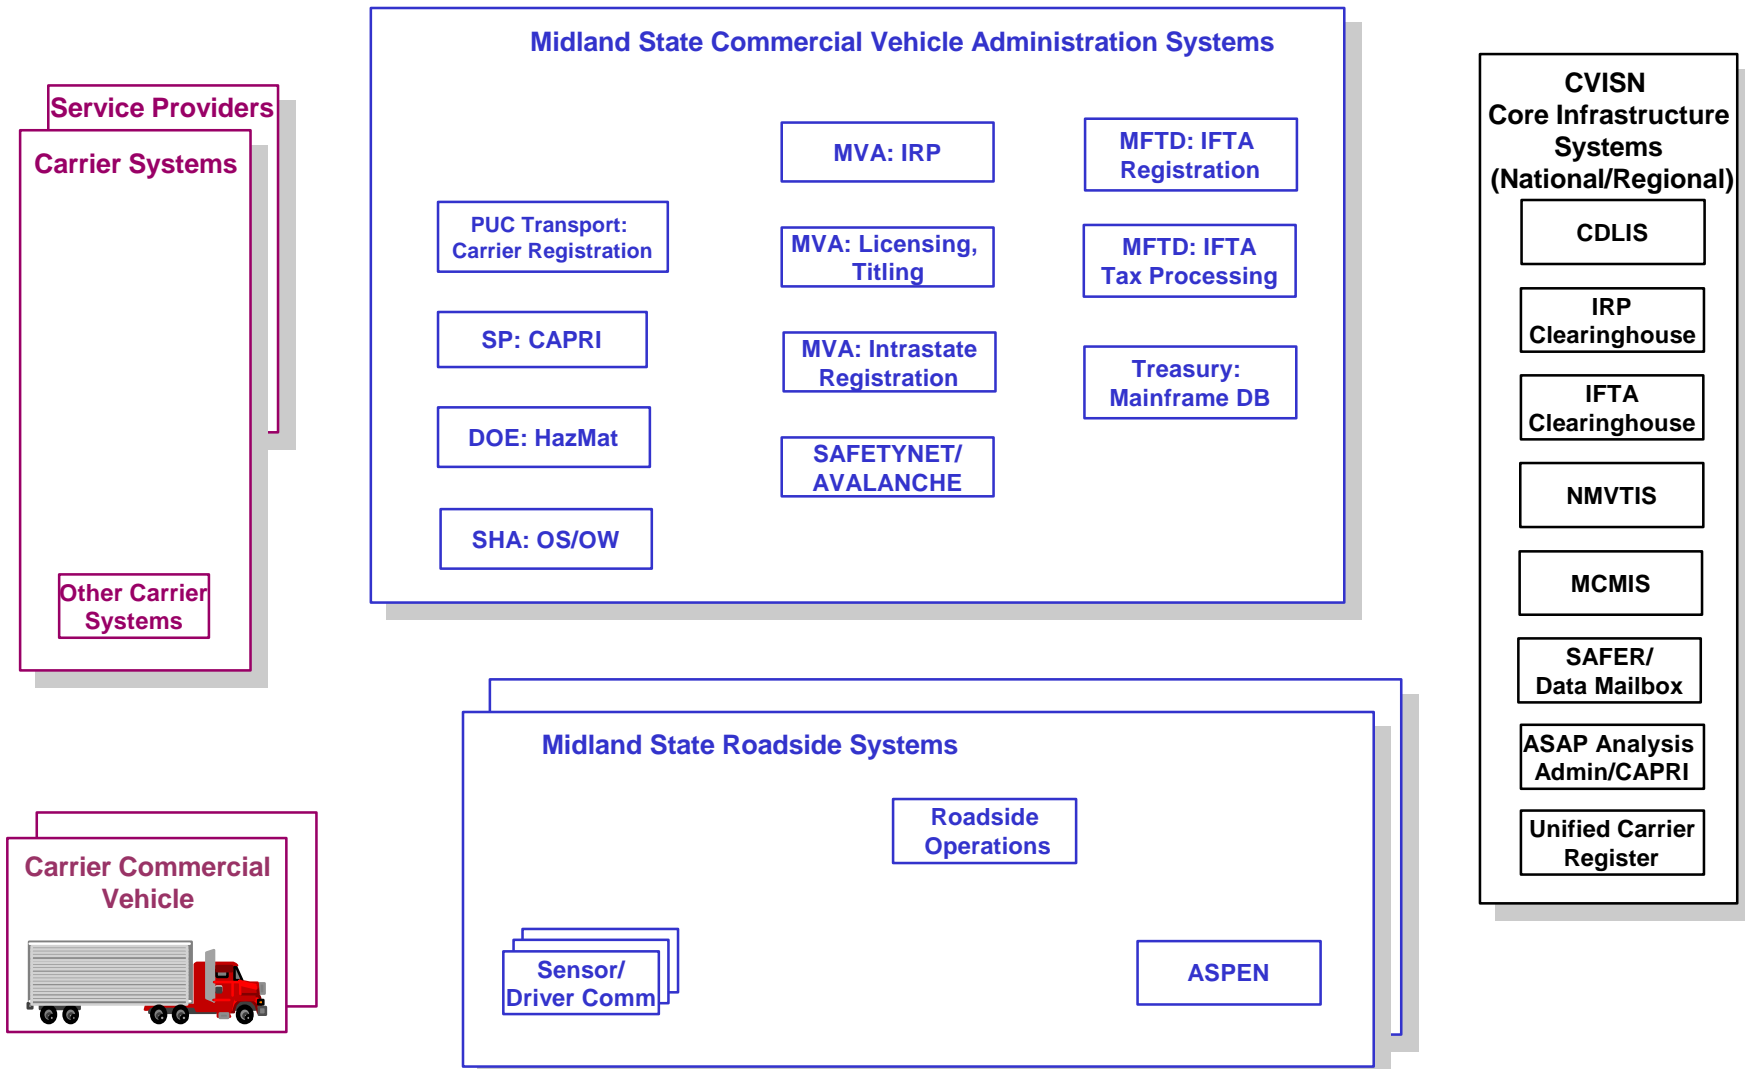 Midland State Commercial Vehicle Administration Systems
Service Providers
Carrier Systems
Other Carrier
Systems
PUC Transport:
Carrier Registration
SP: CAPRI
DOE: HazMat
SHA: OS/OW
MVA: IRP
MVA: Licensing,
Titling
MVA: Intrastate
Registration
SAFETYNET/
AVALANCHE
MFTD: IFTA
Registration
MFTD: IFTA
Tax Processing
Treasury:
Mainframe DB
CVISN
Core Infrastructure
Systems
(National/Regional)
CDLIS
IRP
Clearinghouse
IFTA
Clearinghouse
NMVTIS
MCMIS
SAFER/
Data Mailbox
ASAP Analysis
Admin/CAPRI
Unified Carrier
Register
Carrier Commercial
Vehicle
Midland State Roadside Systems
Roadside
Operations
Sensor/
Driver Comm
ASPEN